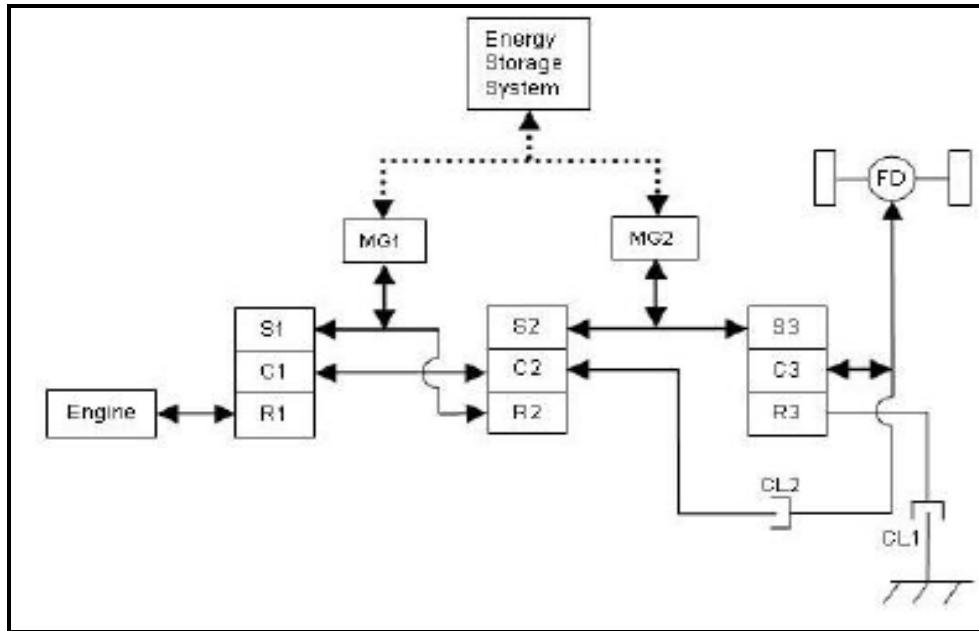 Energy
Storage
System
FD
MG1
MG2
S1
C1
R1
S2
C2
R2
S3
C3
R3
Engine
CL2
CL1